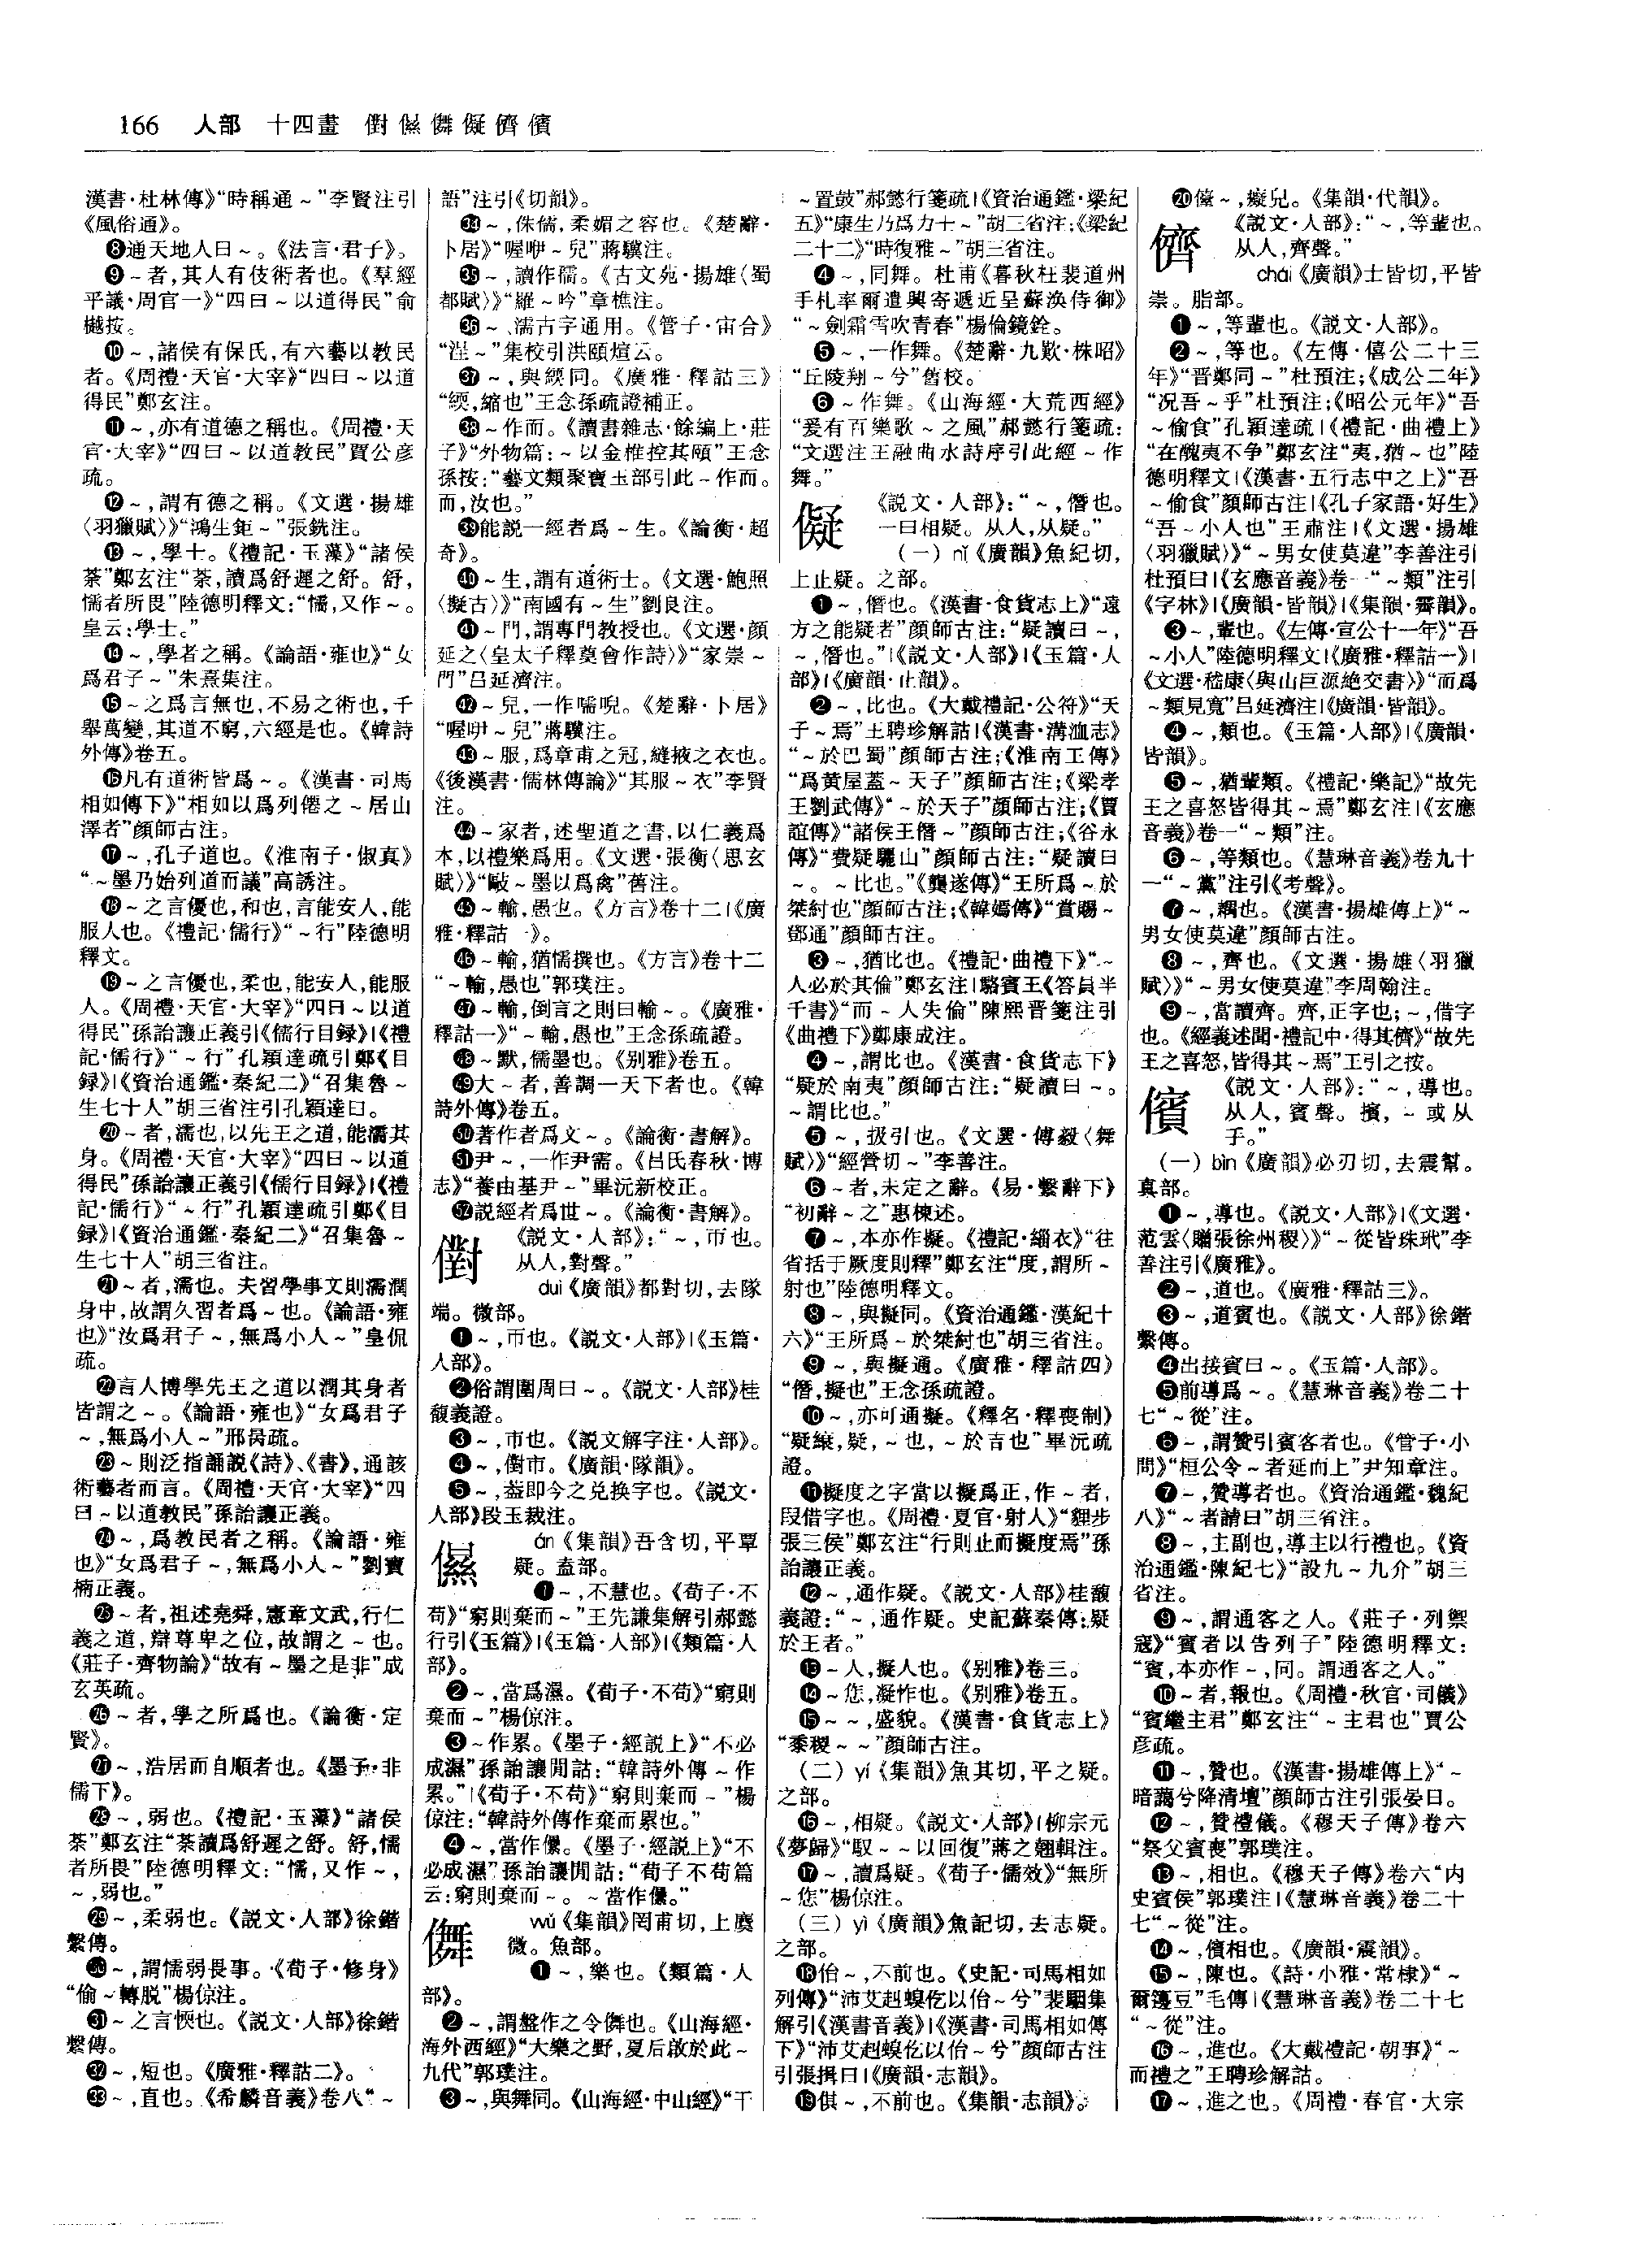 166 人部 十四畫 儣儑儛儗儕儐
漢書·杜林傳》“時稱通～”李賢注引
《風俗通》。
❽通天地人曰～。《法言·君子》。
❾～者,其人有伎術者也。《羣經
平議·周官一》“四曰～以道得民”俞
樾按。
❿～,諸侯有保氏,有六藝以教民
者。《周禮·天官·大宰》“四曰～以道
得民”鄭玄注。
⓫～,亦有道德之稱也。《周禮·天
官·大宰》“四曰～以道教民”賈公彥
疏。
⓬～,謂有德之稱。《文選·揚雄
〈羽獵賦〉》“鴻生鉅～”張銑注。
⓭～,學士。《禮記·玉藻》“諸侯
荼”鄭玄注“荼,讀爲舒遲之舒。舒,
懦者所畏”陸德明釋文:“懦,又作～。
皇云:學士。”
⓮～,學者之稱。《論語·雍也》“女
爲君子～”朱熹集注。
⓯～之爲言無也,不易之術也,千
舉萬變,其道不窮,六經是也。《韓詩
外傳》卷五。
⓰凡有道術皆爲～。《漢書·司馬
相如傳下》“相如以爲列僊之～居山
澤者”顏師古注。
⓱～,孔子道也。《淮南子·俶真》
“～墨乃始列道而議”高誘注。
⓲～之言優也,和也,言能安人,能
服人也。《禮記·儒行》“～行”陸德明
釋文。
⓳～之言優也,柔也,能安人,能服
人。《周禮·天官·大宰》“四曰～以道
得民”孫詒讓正義引《儒行目録》|《禮
記·儒行》“～行”孔穎達疏引鄭《目
録》|《資治通鑑·秦紀二》“召集魯～
生七十人”胡三省注引孔穎達曰。
⓴～者,濡也,以先王之道,能濡其
身。《周禮·天官·大宰》“四曰～以道
得民”孫詒讓正義引《儒行目録》|《禮
記·儒行》“～行”孔穎達疏引鄭《目
録》|《資治通鑑·秦紀二》“召集魯～
生七十人”胡三省注。
㉑～者,濡也。夫習學事文則濡潤
身中,故謂久習者爲～也。《論語·雍
也》“汝爲君子～,無爲小人～”皇侃
疏。
㉒言人博學先王之道以潤其身者
皆謂之～。《論語·雍也》“女爲君子
～,無爲小人～”邢昺疏。
㉓～則泛指誦説《詩》、《書》,通該
術藝者而言。《周禮·天官·大宰》“四
曰～以道教民”孫詒讓正義。
㉔～,爲教民者之稱。《論語·雍
也》“女爲君子～,無爲小人～”劉寶
楠正義。
㉕～者,祖述堯舜,憲章文武,行仁
義之道,辯尊卑之位,故謂之～也。
《莊子·齊物論》“故有～墨之是非”成
玄英疏。
㉖～者,學之所爲也。《論衡·定
賢》。
㉗～,浩居而自順者也。《墨子·非
儒下》。
㉘～,弱也。《禮記·玉藻》“諸侯
荼”鄭玄注“荼讀爲舒遲之舒。舒,懦
者所畏”陸德明釋文:“懦,又作～,
～,弱也。”
㉙～,柔弱也。《説文·人部》徐鍇
繫傳。
㉚～,謂懦弱畏事。《荀子·修身》
“偷～轉脱”楊倞注。
㉛～之言愞也。《説文·人部》徐鍇
繫傳。
㉜～,短也。《廣雅·釋詁二》。
㉝～,直也。《希麟音義》卷八“～
語”注引《切韻》。
㉞～,侏儒,柔媚之容也。《楚辭·
卜居》“喔咿～兒”蔣驥注。
㉟～,讀作襦。《古文苑·揚雄〈蜀
都賦〉》“羅～吟”章樵注。
㊱～、濡古字通用。《管子·宙合》
“涅～”集校引洪頤煊云。
㊲～,與緛同。《廣雅·釋詁三》
“緛,縮也”王念孫疏證補正。
㊳～作而。《讀書雜志·餘編上·莊
子》“外物篇:～以金椎控其頤”王念
孫按:“藝文類聚寶玉部引此～作而。
而,汝也。”
㊴能説一經者爲～生。《論衡·超
奇》。
㊵～生,謂有道術士。《文選·鮑照
〈擬古〉》“南國有～生”劉良注。
㊶～門,謂專門教授也。《文選·顏
延之〈皇太子釋奠會作詩〉》“家崇～
門”吕延濟注。
㊷～兒,一作嚅唲。《楚辭·卜居》
“喔咿～兒”蔣驥注。
㊸～服,爲章甫之冠,縫掖之衣也。
《後漢書·儒林傳論》“其服～衣”李賢
注。
㊹～家者,述聖道之書,以仁義爲
本,以禮樂爲用。《文選·張衡〈思玄
賦〉》“毆～墨以爲禽”舊注。
㊺～輸,愚也。《方言》卷十二|《廣
雅·釋詁一》。
㊻～輸,猶懦撰也。《方言》卷十二
“～輸,愚也”郭璞注。
㊼～輸,倒言之則曰輸～。《廣雅·
釋詁一》“～輸,愚也”王念孫疏證。
㊽～默,儒墨也。《别雅》卷五。
㊾大～者,善調一天下者也。《韓
詩外傳》卷五。
㊿著作者爲文～。《論衡·書解》。
51尹～,一作尹需。《吕氏春秋·博
志》“養由基尹～”畢沅新校正。
52説經者爲世～。《論衡·書解》。
儣 《説文·人部》:“～,帀也。
从人,對聲。”
duì《廣韻》都對切,去隊
端。微部。
❶～,帀也。《説文·人部》|《玉篇·
人部》。
❷俗謂圍周曰～。《説文·人部》桂
馥義證。
❸～,市也。《説文解字注·人部》。
❹～,儣市。《廣韻·隊韻》。
❺～,蓋即今之兑换字也。《説文·
人部》段玉裁注。
儑 án《集韻》吾含切,平覃
疑。盍部。
❶～,不慧也。《荀子·不
苟》“窮則棄而～”王先謙集解引郝懿
行引《玉篇》|《玉篇·人部》|《類篇·人
部》。
❷～,當爲濕。《荀子·不苟》“窮則
棄而～”楊倞注。
❸～作累。《墨子·經説上》“不必
成濕”孫詒讓閒詁:“韓詩外傳～作
累。”|《荀子·不苟》“窮則棄而～”楊
倞注:“韓詩外傳作棄而累也。”
❹～,當作儽。《墨子·經説上》“不
必成濕”孫詒讓閒詁:“荀子不苟篇
云:窮則棄而～。～當作儽。”
儛 wǔ《集韻》罔甫切,上麌
微。魚部。
❶～,樂也。《類篇·人
部》。
❷～,謂盤作之令儛也。《山海經·
海外西經》“大樂之野,夏后啟於此～
九代”郭璞注。
❸～,與舞同。《山海經·中山經》“干
～置鼓”郝懿行箋疏|《資治通鑑·梁紀
五》“康生乃爲力士～”胡三省注;《梁紀
二十二》“時復雅～”胡三省注。
❹～,同舞。杜甫《暮秋枉裴道州
手札率爾遣興寄遞近呈蘇渙侍御》
“～劍霜雪吹青春”楊倫鏡銓。
❺～,一作舞。《楚辭·九歎·株昭》
“丘陵翔～兮”舊校。
❻～作舞。《山海經·大荒西經》
“爰有百樂歌～之風”郝懿行箋疏:
“文選注王融曲水詩序引此經～作
舞。”
儗 《説文·人部》:“～,僭也。
一曰相疑。从人,从疑。”
(一)nǐ《廣韻》魚紀切,
上止疑。之部。
❶～,僭也。《漢書·食貨志上》“遠
方之能疑者”顏師古注:“疑讀曰～,
～,僭也。”|《説文·人部》|《玉篇·人
部》|《廣韻·止韻》。
❷～,比也。《大戴禮記·公符》“天
子～焉”王聘珍解詁|《漢書·溝洫志》
“～於巴蜀”顏師古注;《淮南王傳》
“爲黄屋蓋～天子”顏師古注;《梁孝
王劉武傳》“～於天子”顏師古注;《賈
誼傳》“諸侯王僭～”顏師古注;《谷永
傳》“費疑驪山”顏師古注:“疑讀曰
～。～比也。”《龔遂傳》“王所爲～於
桀紂也”顏師古注;《韓嫣傳》“賞賜～
鄧通”顏師古注。
❸～,猶比也。《禮記·曲禮下》“～
人必於其倫”鄭玄注|駱賓王《答員半
千書》“而～人失倫”陳熙晋箋注引
《曲禮下》鄭康成注。
❹～,謂比也。《漢書·食貨志下》
“疑於南夷”顏師古注:“疑讀曰～。
～謂比也。”
❺～,扱引也。《文選·傅毅〈舞
賦〉》“經營切～”李善注。
❻～者,未定之辭。《易·繫辭下》
“初辭～之”惠棟述。
❼～,本亦作擬。《禮記·緇衣》“往
省括于厥度則釋”鄭玄注“度,謂所～
射也”陸德明釋文。
❽～,與擬同。《資治通鑑·漢紀十
六》“王所爲～於桀紂也”胡三省注。
❾～,與擬通。《廣雅·釋詁四》
“僭,擬也”王念孫疏證。
❿～,亦可通擬。《釋名·釋喪制》
“疑縗,疑,～也,～於吉也”畢沅疏
證。
⓫擬度之字當以擬爲正,作～者,
段借字也。《周禮·夏官·射人》“貍步
張三侯”鄭玄注“行則止而擬度焉”孫
詒讓正義。
⓬～,通作疑。《説文·人部》桂馥
義證:“～,通作疑。史記蘇秦傳:疑
於王者。”
⓭～人,擬人也。《别雅》卷三。
⓮～㑅,凝怍也。《别雅》卷五。
⓯～～,盛貌。《漢書·食貨志上》
“黍稷～～”顏師古注。
(二)yí《集韻》魚其切,平之疑。
之部。
⓰～,相疑。《説文·人部》|柳宗元
《夢歸》“馭～～以回復”蔣之翹輯注。
⓱～,讀爲疑。《荀子·儒效》“無所
～㤰”楊倞注。
(三)yì《廣韻》魚記切,去志疑。
之部。
⓲佁～,不前也。《史記·司馬相如
列傳》“沛艾赳螑仡以佁～兮”裴駰集
解引《漢書音義》|《漢書·司馬相如傳
下》“沛艾赳螑仡以佁～兮”顏師古注
引張揖曰|《廣韻·志韻》。
⓳俱～,不前也。《集韻·志韻》。
⓴儓～,癡皃。《集韻·代韻》。
儕 《説文·人部》:“～,等輩也。
从人,齊聲。”
chái《廣韻》士皆切,平皆
崇。脂部。
❶～,等輩也。《説文·人部》。
❷～,等也。《左傳·僖公二十三
年》“晋鄭同～”杜預注;《成公二年》
“况吾～乎”杜預注;《昭公元年》“吾
～偷食”孔穎達疏|《禮記·曲禮上》
“在醜夷不争”鄭玄注“夷,猶～也”陸
德明釋文|《漢書·五行志中之上》“吾
～偷食”顏師古注|《孔子家語·好生》
“吾～小人也”王肅注|《文選·揚雄
〈羽獵賦〉》“～男女使莫違”李善注引
杜預曰|《玄應音義》卷一“～類”注引
《字林》|《廣韻·皆韻》|《集韻·霽韻》。
❸～,輩也。《左傳·宣公十一年》“吾
～小人”陸德明釋文|《廣雅·釋詁一》|
《文選·嵇康〈與山巨源絶交書〉》“而爲
～類見寬”吕延濟注|《廣韻·皆韻》。
❹～,類也。《玉篇·人部》|《廣韻·
皆韻》。
❺～,猶輩類。《禮記·樂記》“故先
王之喜怒皆得其～焉”鄭玄注|《玄應
音義》卷一“～類”注。
❻～,等類也。《慧琳音義》卷九十
一“～黨”注引《考聲》。
❼～,耦也。《漢書·揚雄傳上》“～
男女使莫違”顏師古注。
❽～,齊也。《文選·揚雄〈羽獵
賦〉》“～男女使莫違”李周翰注。
❾～,當讀齊。齊,正字也;～,借字
也。《經義述聞·禮記中·得其儕》“故先
王之喜怒,皆得其～焉”王引之按。
儐 《説文·人部》:“～,導也。
从人,賓聲。擯,～或从
手。”
(一)bìn《廣韻》必刃切,去震幫。
真部。
❶～,導也。《説文·人部》|《文選·
范雲〈贈張徐州稷〉》“～從皆珠玳”李
善注引《廣雅》。
❷～,道也。《廣雅·釋詁三》。
❸～,道賓也。《説文·人部》徐鍇
繫傳。
❹出接賓曰～。《玉篇·人部》。
❺前導爲～。《慧琳音義》卷二十
七“～從”注。
❻～,謂贊引賓客者也。《管子·小
問》“桓公令～者延而上”尹知章注。
❼～,贊導者也。《資治通鑑·魏紀
八》“～者請曰”胡三省注。
❽～,主副也,導主以行禮也。《資
治通鑑·陳紀七》“設九～九介”胡三
省注。
❾～,謂通客之人。《莊子·列禦
寇》“賓者以告列子”陸德明釋文:
“賓,本亦作～,同。謂通客之人。”
❿～者,報也。《周禮·秋官·司儀》
“賓繼主君”鄭玄注“～主君也”賈公
彦疏。
⓫～,贊也。《漢書·揚雄傳上》“～
暗藹兮降清壇”顏師古注引張晏曰。
⓬～,贊禮儀。《穆天子傳》卷六
“祭父賓喪”郭璞注。
⓭～,相也。《穆天子傳》卷六“内
史賓侯”郭璞注|《慧琳音義》卷二十
七“～從”注。
⓮～,儐相也。《廣韻·震韻》。
⓯～,陳也。《詩·小雅·常棣》“～
爾籩豆”毛傳|《慧琳音義》卷二十七
“～從”注。
⓰～,進也。《大戴禮記·朝事》“～
而禮之”王聘珍解詁。
⓱～,進之也。《周禮·春官·大宗